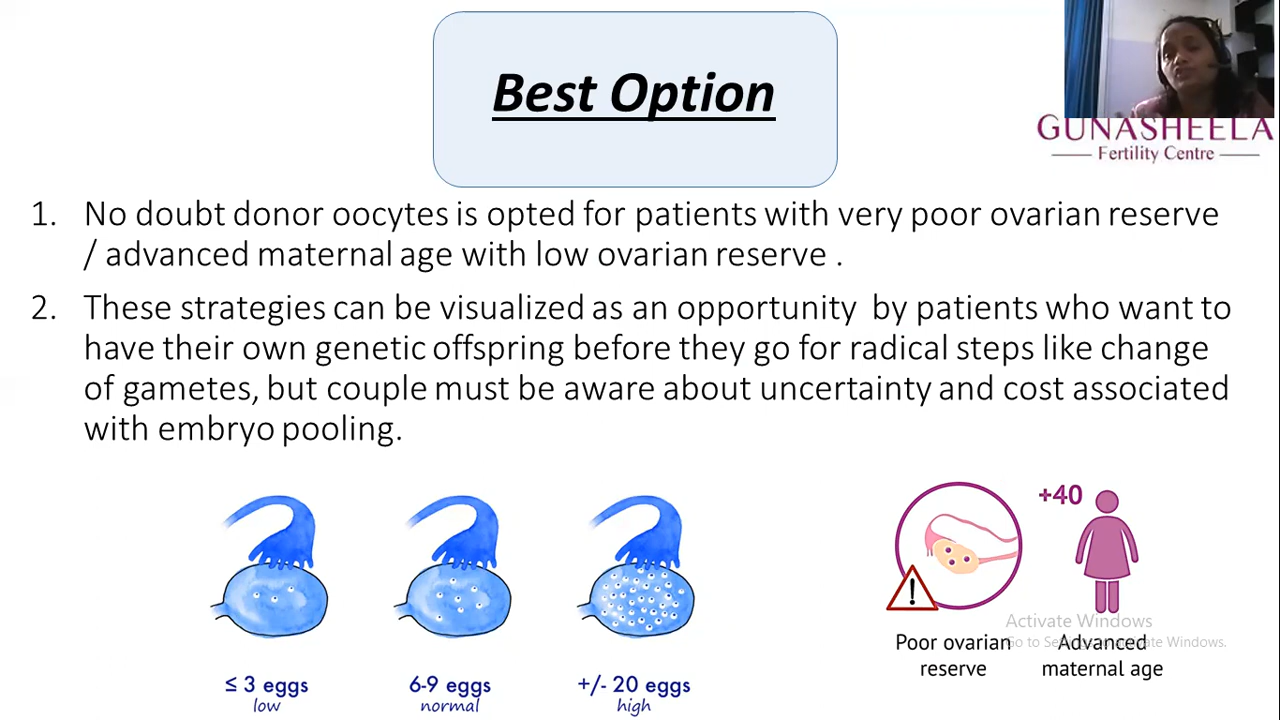 Best Option
GUNASHEELA
Fertility Centre
1. No doubt donor oocytes is opted for patients with very poor ovarian reserve
/ advanced maternal age with low ovarian reserve .
2. These strategies can be visualized as an opportunity by patients who want to
have their own genetic offspring before they go for radical steps like change
of gametes, but couple must be aware about uncertainty and cost associated
with embryo pooling.
≤ 3 eggs
low
6-9 eggs
normal
+/- 20 eggs
high
+40
!
Poor ovarian
reserve
Advanced
maternal age
Activate Windows
Go to Settings to activate Windows.